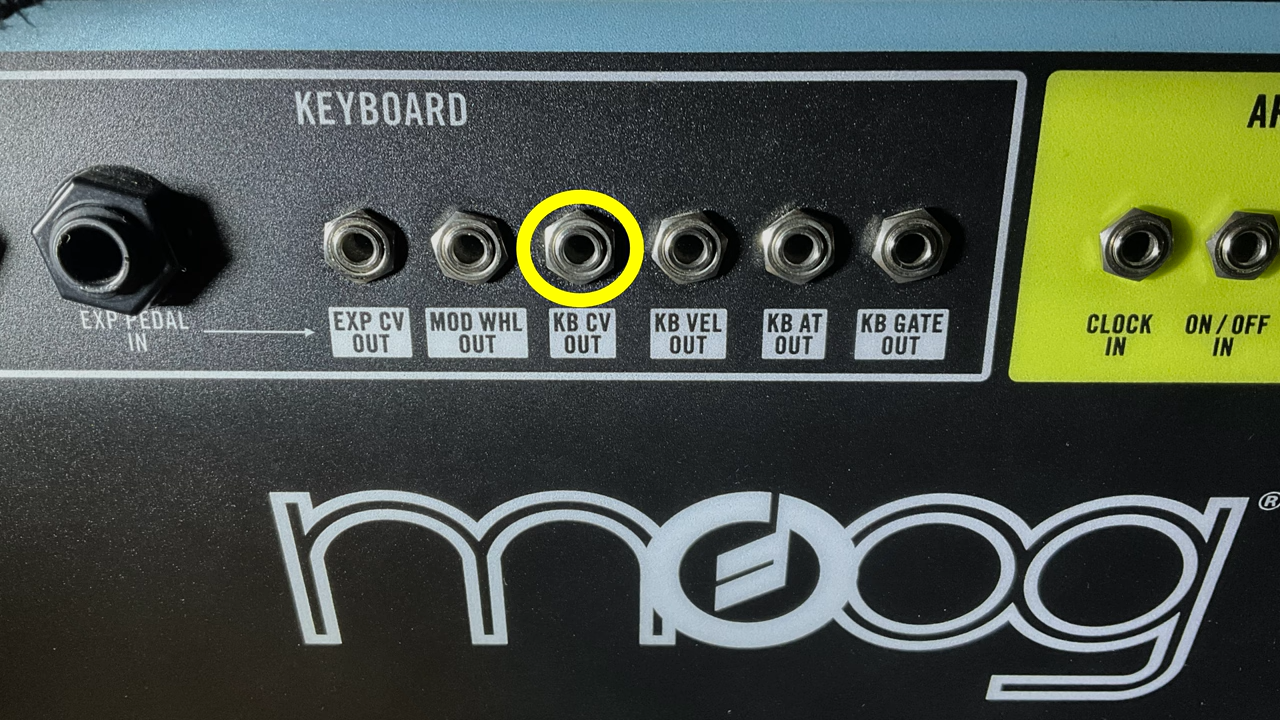 KEYBOARD
EXP PEDAL
IN
EXP CV
OUT
MOD WHL
OUT
KB CV
OUT
KB VEL
OUT
KB AT
OUT
KB GATE
OUT
CLOCK
IN
ON / OFF
IN
moog ®